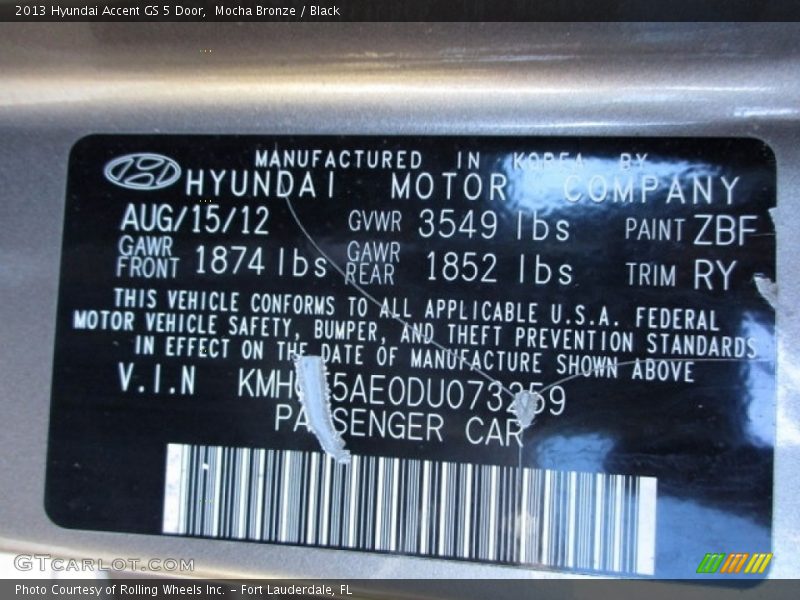 2013 Hyundai Accent GS 5 Door, Mocha Bronze / Black
MANUFACTURED IN KOREA BY
HYUNDAI MOTOR COMPANY
AUG/15/12 GVWR 3549 lbs PAINT ZBF
GAWR FRONT 1874 lbs GAWR REAR 1852 lbs TRIM RY
THIS VEHICLE CONFORMS TO ALL APPLICABLE U.S.A. FEDERAL
MOTOR VEHICLE SAFETY, BUMPER, AND THEFT PREVENTION STANDARDS
IN EFFECT ON THE DATE OF MANUFACTURE SHOWN ABOVE
V.I.N
PASSENGER CAR
GTCARLOT.COM
Photo Courtesy of Rolling Wheels Inc. - Fort Lauderdale, FL